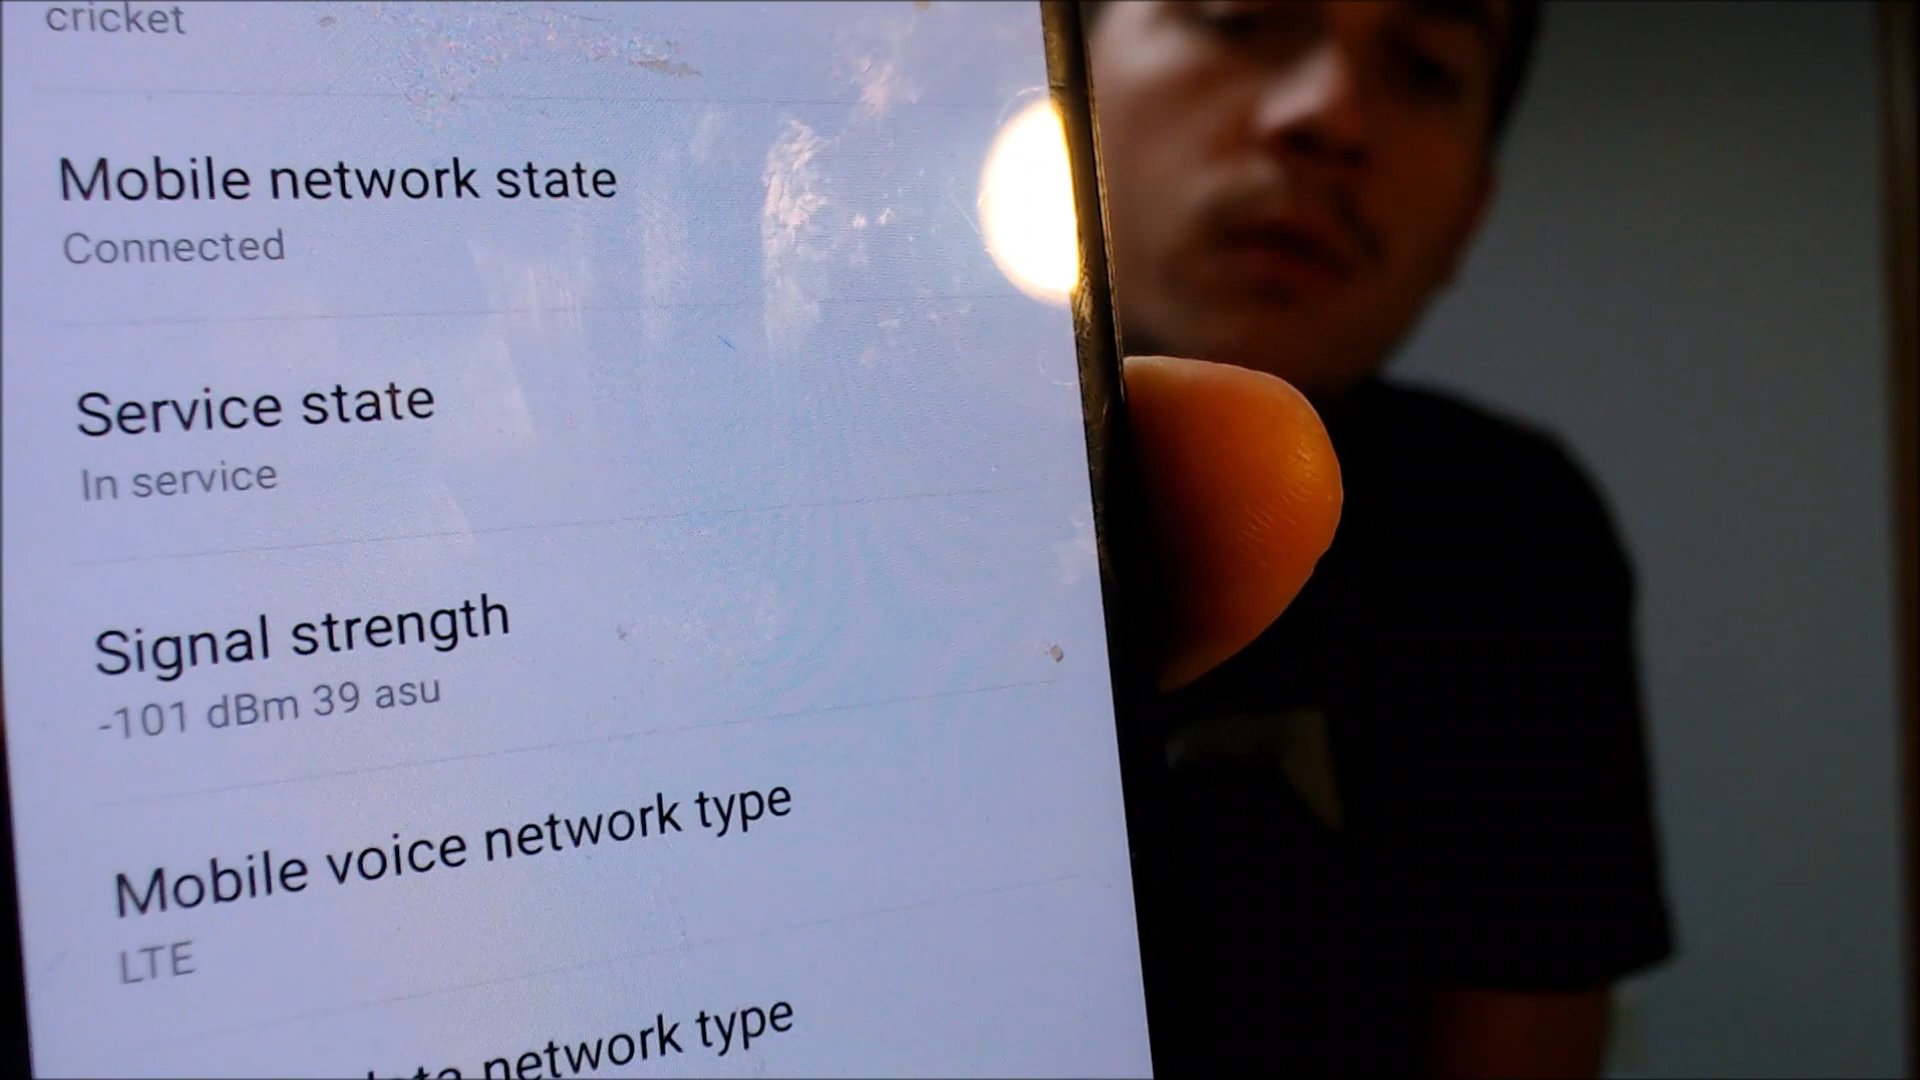 cricket
Mobile network state
Connected
Service state
In service
Signal strength
-101 dBm 39 asu
Mobile voice network type
LTE
network type